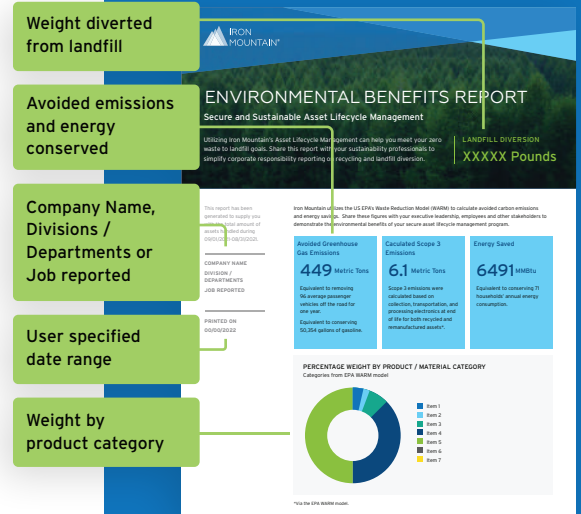 Weight diverted
from landfill
Avoided emissions
and energy
conserved
Company Name,
Divisions /
Departments or
Job reported
User specified
date range
Weight by
product category
IRON
MOUNTAIN®
ENVIRONMENTAL BENEFITS REPORT
Secure and Sustainable Asset Lifecycle Management
Utilizing Iron Mountain's Asset Lifecycle Management can help you meet your zero
waste to landfill goals. Share this report with your sustainability professionals to
simplify corporate responsibility reporting on recycling and landfill diversion.
LANDFILL DIVERSION
XXXXX Pounds
This report has been
generated to supply you
with the total amount of
assets handled during
COMPANY NAME
DIVISION /
DEPARTMENTS
JOB REPORTED
PRINTED ON
00/00/2022
Iron Mountain utilizes the US EPA's Waste Reduction Model (WARM) to calculate avoided carbon emissions
and energy savings. Share these figures with your executive leadership, employees and other stakeholders to
demonstrate the environmental benefits of your secure asset lifecycle management program.
Avoided Greenhouse
Gas Emissions
449 Metric Tons
Equivalent to removing
96 average passenger
vehicles off the road for
one year.
Equivalent to conserving
50,354 gallons of gasoline.
Caculated Scope 3
Emissions
6.1 Metric Tons
Scope 3 emissions were
calculated based on
collection, transportation, and
processing electronics at end
of life for both recycled and
remanufactured assets*.
Energy Saved
6491 MMBtu
Equivalent to conserving 71
households' annual energy
consumption.
PERCENTAGE WEIGHT BY PRODUCT / MATERIAL CATEGORY
Categories from EPA WARM model
Item 1
Item 2
Item 3
Item 4
Item 5
Item 6
Item 7
*Via the EPA WARM model.